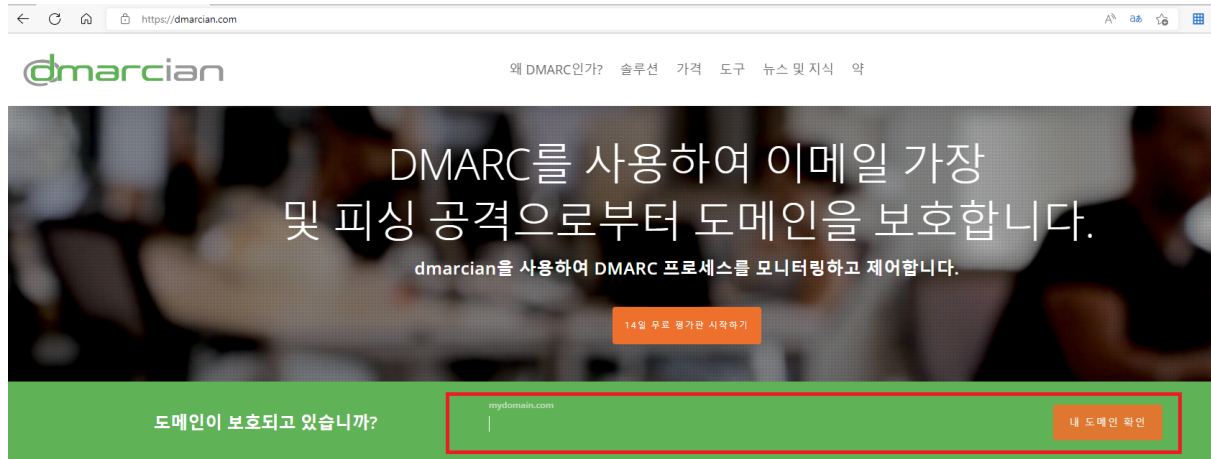 https://dmarcian.com
dmarcian
왜 DMARC인가? 솔루션 가격 도구 뉴스 및 지식 약
DMARC를 사용하여 이메일 가장
및 피싱 공격으로부터 도메인을 보호합니다.
dmarcian을 사용하여 DMARC 프로세스를 모니터링하고 제어합니다.
14일 무료 평가판 시작하기
mydomain.com
도메인이 보호되고 있습니까?
내 도메인 확인